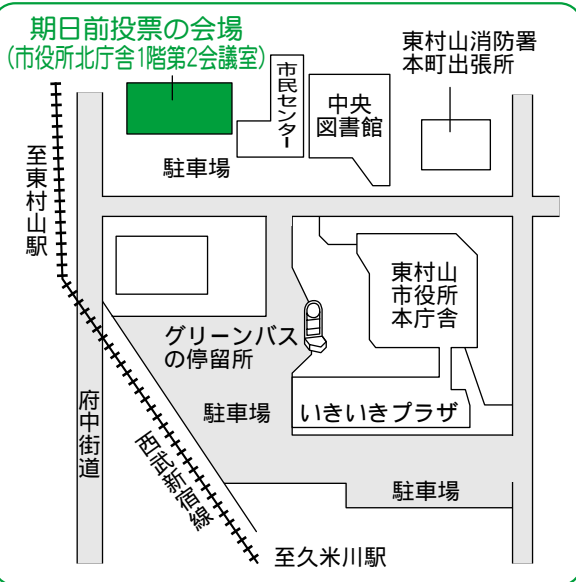 期日前投票の会場
(市役所北庁舎1階第2会議室)
東村山消防署
本町出張所
市民センター
中央
図書館
駐車場
至東村山駅
東村山
市役所
本庁舎
グリーンバス
の停留所
府中街道
駐車場
いきいきプラザ
西武新宿線
駐車場
至久米川駅